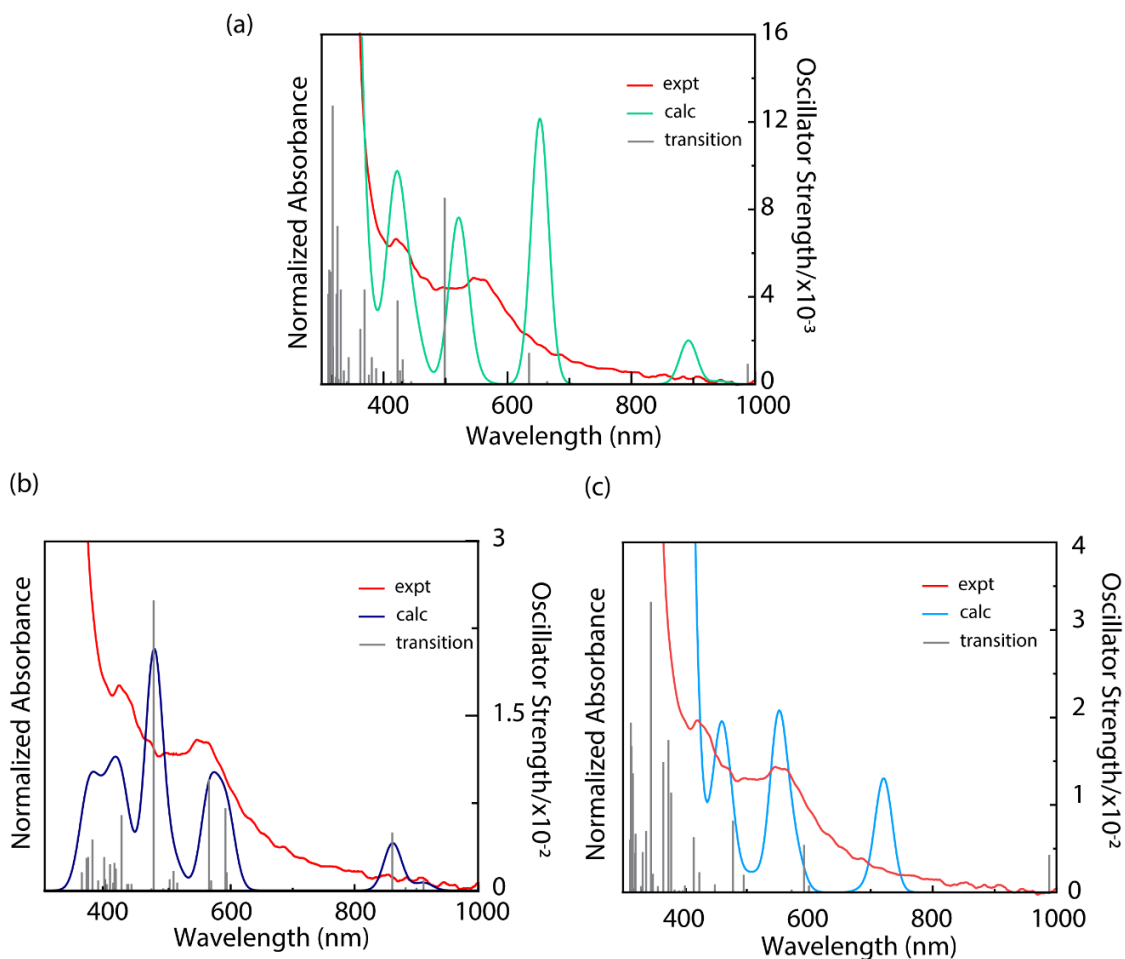 (a)
Normalized Absorbance
expt
calc
transition
16
12
8
4
0
Oscillator Strength/x10⁻³
400
600
800
1000
Wavelength (nm)
(b)
Normalized Absorbance
expt
calc
transition
3
1.5
0
Oscillator Strength/x10⁻²
400
600
800
1000
Wavelength (nm)
(c)
Normalized Absorbance
expt
calc
transition
4
3
2
1
0
Oscillator Strength/x10⁻²
400
600
800
1000
Wavelength (nm)